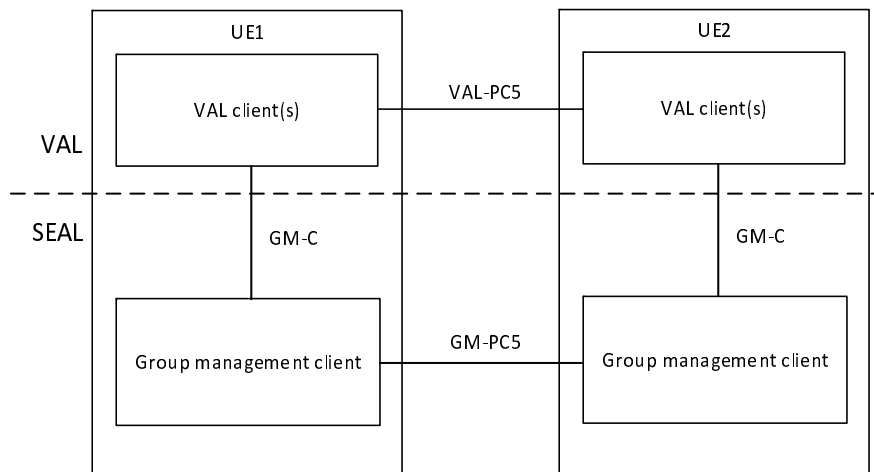 UE1
UE2
VAL client(s)
VAL-PC5
VAL client(s)
VAL
SEAL
GM-C
GM-C
Group management client
GM-PC5
Group management client